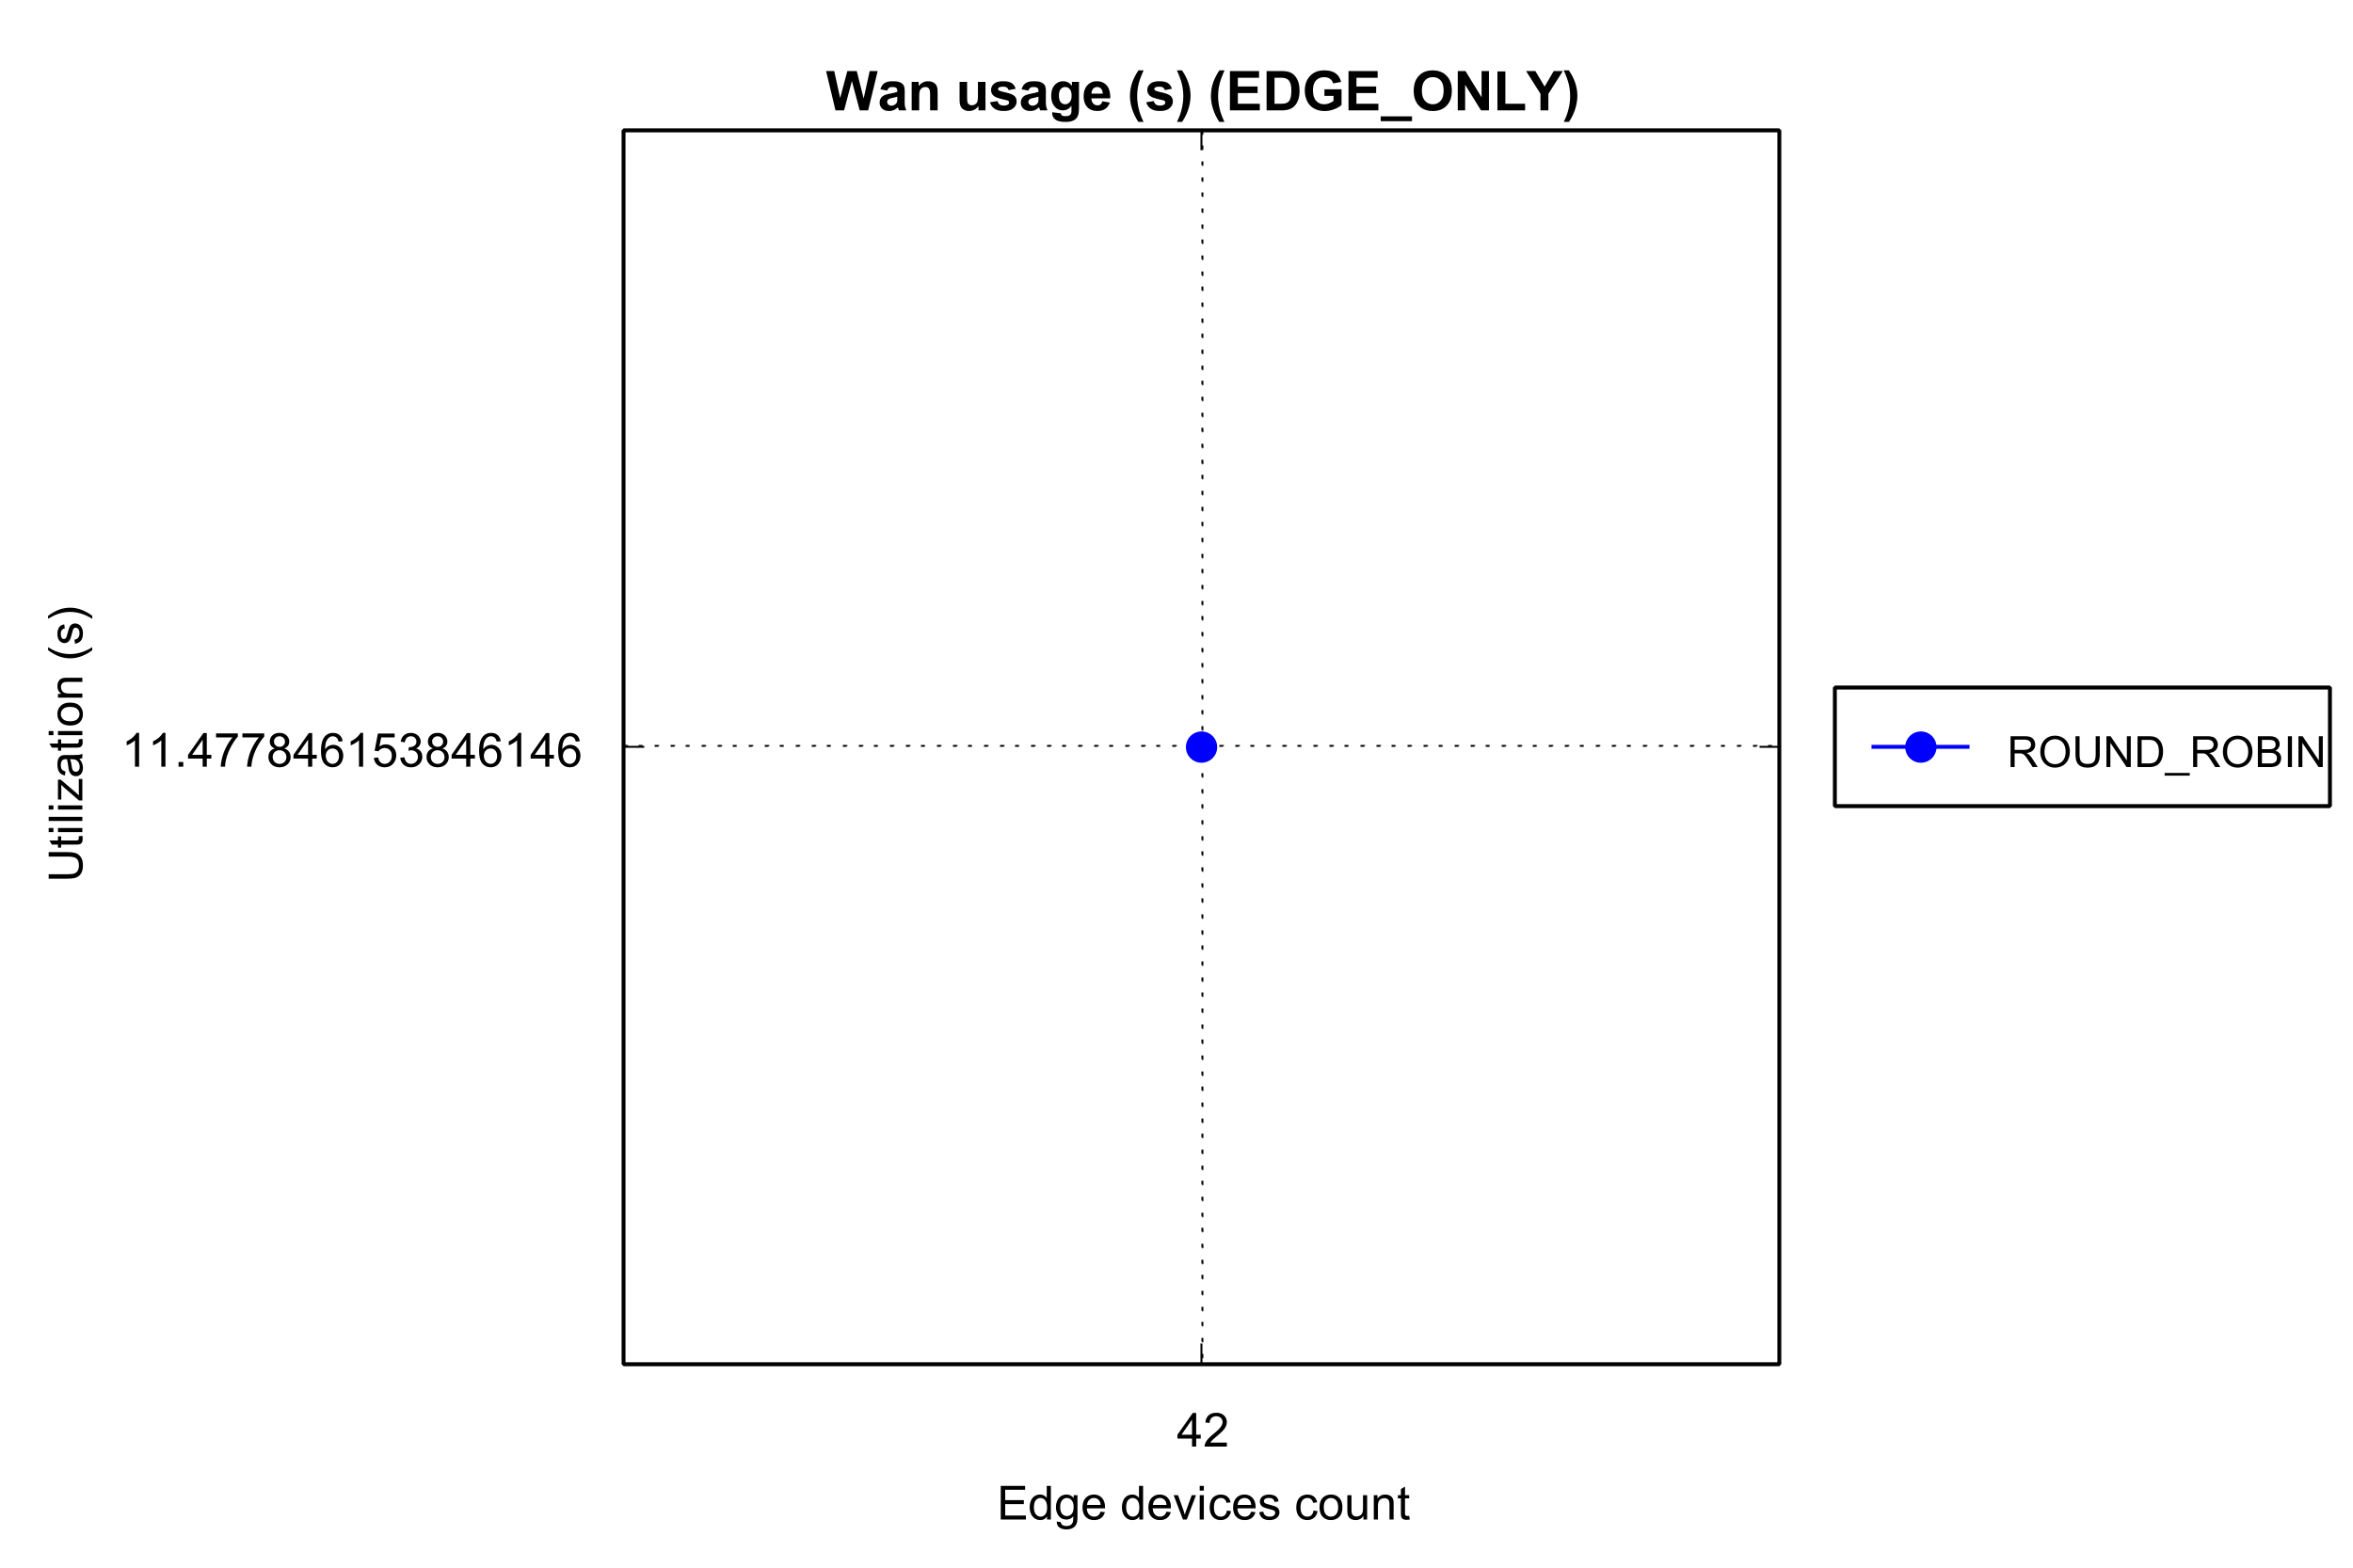 Wan usage (s) (EDGE_ONLY)
Utilization (s)
11.477846153846146
ROUND_ROBIN
42
Edge devices count